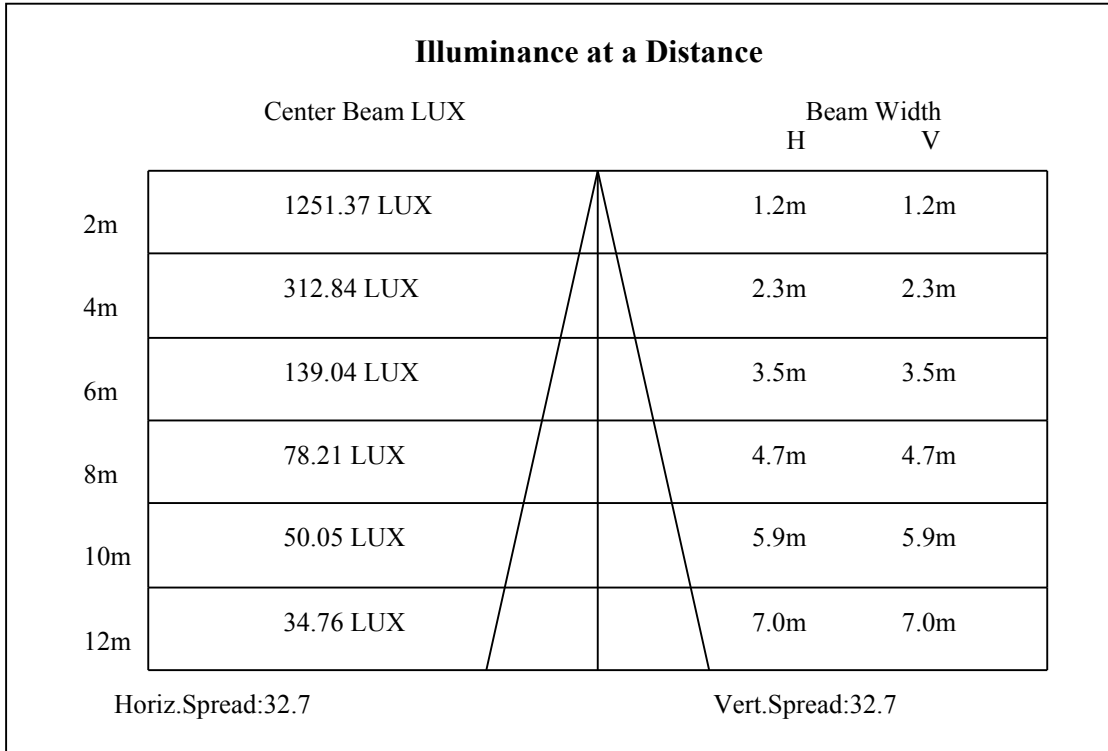 Illuminance at a Distance
Center Beam LUX Beam Width
H V
2m 1251.37 LUX 1.2m 1.2m
4m 312.84 LUX 2.3m 2.3m
6m 139.04 LUX 3.5m 3.5m
8m 78.21 LUX 4.7m 4.7m
10m 50.05 LUX 5.9m 5.9m
12m 34.76 LUX 7.0m 7.0m
Horiz.Spread:32.7 Vert.Spread:32.7